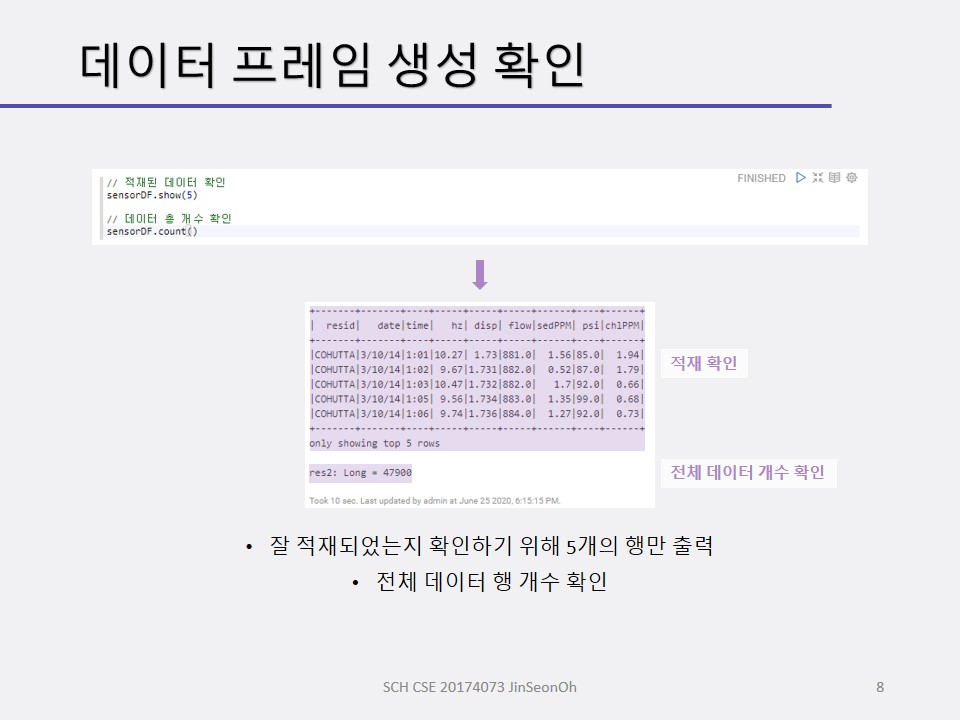 데이터 프레임 생성 확인
// 적재된 데이터 확인
sensorDF.show(5)
// 데이터 총 개수 확인
sensorDF.count()
FINISHED
+-------+-------+----+-----+-----+-----+------+----+------+
|  resid|   date|time|   hz| disp| flow|sedPPM| psi|chlPPM|
+-------+-------+----+-----+-----+-----+------+----+------+
|COHUTTA|3/10/14|1:01|10.27| 1.73|881.0|  1.56|85.0|  1.94|
|COHUTTA|3/10/14|1:02| 9.67|1.731|882.0|  0.52|87.0|  1.79|
|COHUTTA|3/10/14|1:03|10.47|1.732|882.0|   1.7|92.0|  0.66|
|COHUTTA|3/10/14|1:05| 9.56|1.734|883.0|  1.35|99.0|  0.68|
|COHUTTA|3/10/14|1:06| 9.74|1.736|884.0|  1.27|92.0|  0.73|
+-------+-------+----+-----+-----+-----+------+----+------+
only showing top 5 rows
적재 확인
res2: Long = 47900
전체 데이터 개수 확인
Took 10 sec. Last updated by admin at June 25 2020, 6:15:15 PM.
• 잘 적재되었는지 확인하기 위해 5개의 행만 출력
• 전체 데이터 행 개수 확인
SCH CSE 20174073 JinSeonOh
8